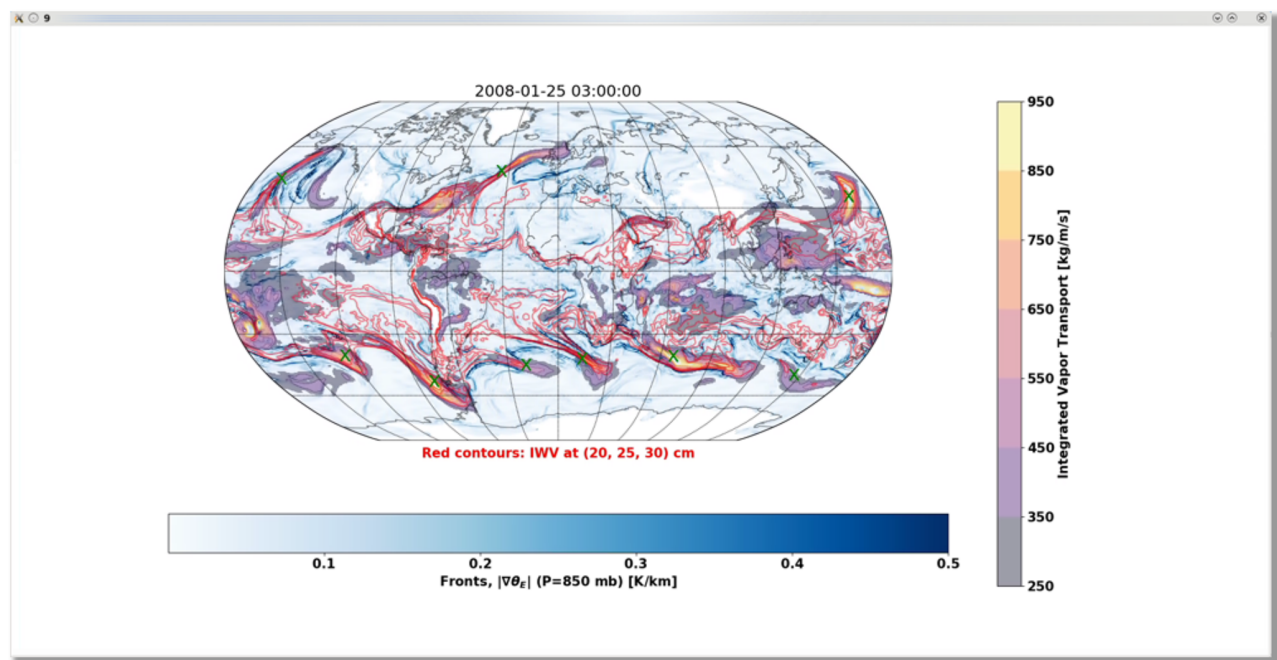 9
2008-01-25 03:00:00
950
850
750
650
550
450
350
250
Integrated Vapor Transport [kg/m/s]
Red contours: IWV at (20, 25, 30) cm
0.1 0.2 0.3 0.4 0.5
Fronts, |∇θ_E| (P=850 mb) [K/km]